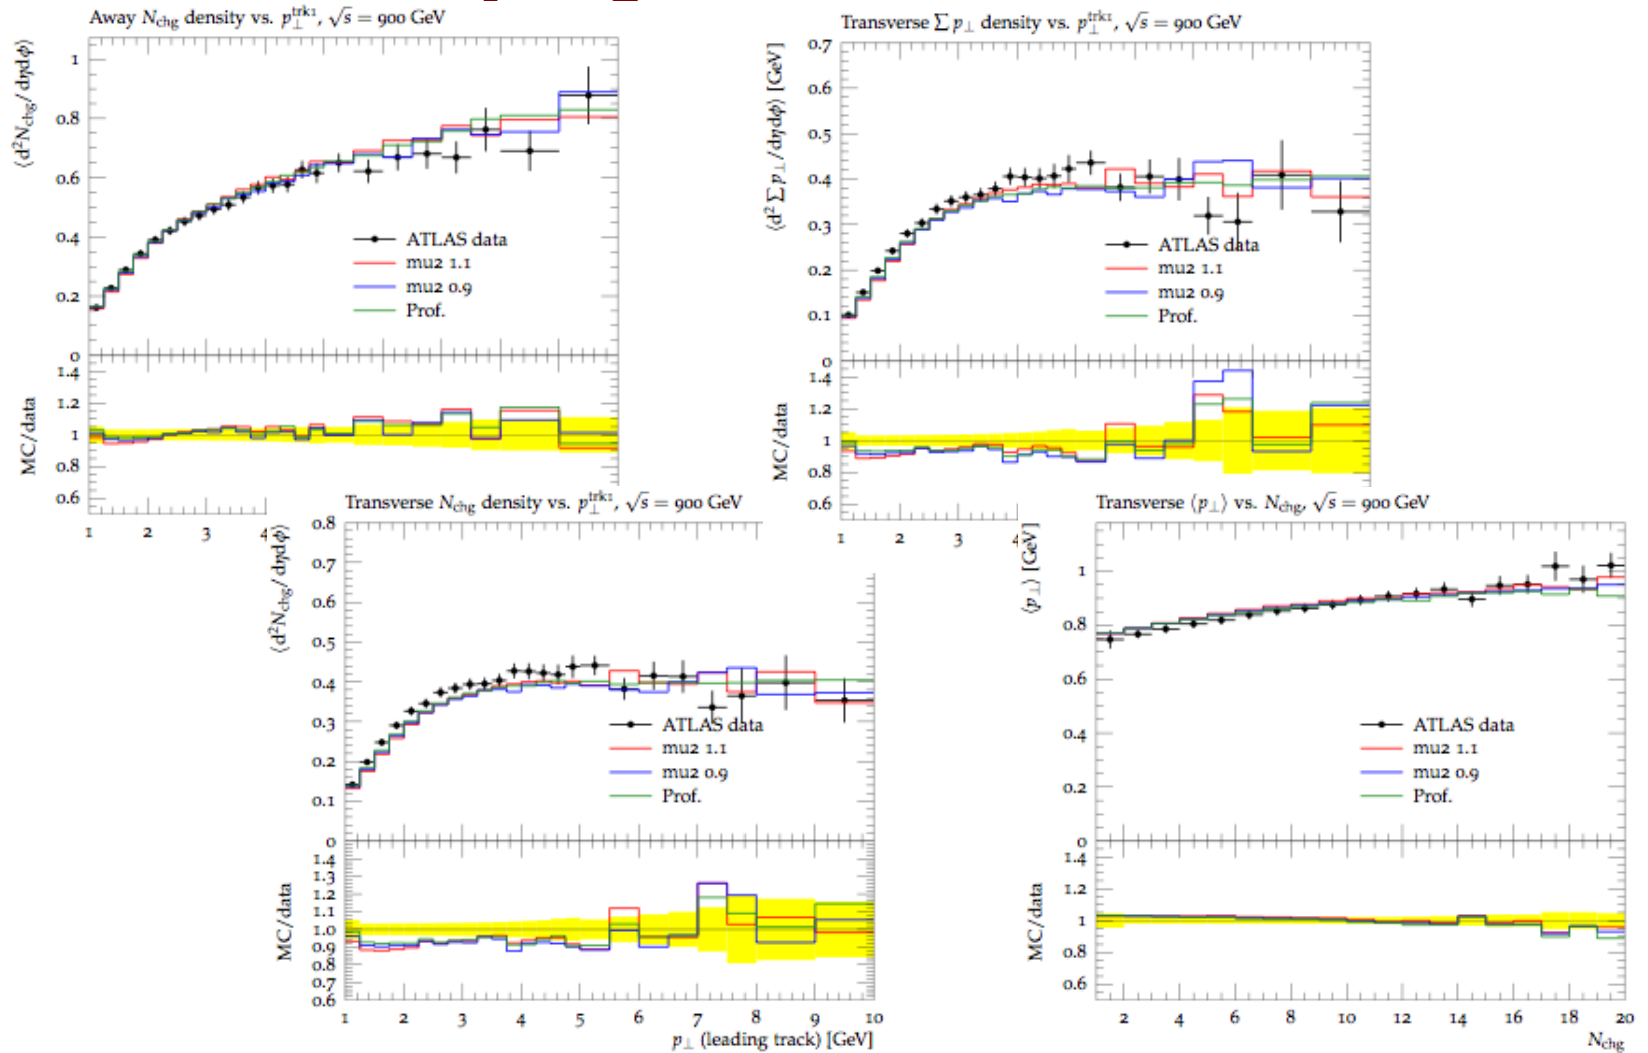 Away N_chg density vs. p_⊥^trk1, √s = 900 GeV
⟨d²N_chg/dηdϕ⟩
1
0.8
0.6
0.4
0.2
0
ATLAS data
mu2 1.1
mu2 0.9
Prof.
MC/data
1.4
1.2
1
0.8
0.6
1 2 3 4
Transverse ∑ p_⊥ density vs. p_⊥^trk1, √s = 900 GeV
⟨d² ∑ p_⊥/dηdϕ⟩ [GeV]
0.7
0.6
0.5
0.4
0.3
0.2
0.1
0
ATLAS data
mu2 1.1
mu2 0.9
Prof.
MC/data
1.4
1.2
1
0.8
0.6
1 2 3 4
Transverse N_chg density vs. p_⊥^trk1, √s = 900 GeV
⟨d²N_chg/dηdϕ⟩
0.8
0.7
0.6
0.5
0.4
0.3
0.2
0.1
0
ATLAS data
mu2 1.1
mu2 0.9
Prof.
MC/data
1.4
1.3
1.2
1.1
1.0
0.9
0.8
0.7
0.6
1 2 3 4 5 6 7 8 9 10
p_⊥ (leading track) [GeV]
Transverse ⟨p_⊥⟩ vs. N_chg, √s = 900 GeV
⟨p_⊥⟩ [GeV]
1
0.8
0.6
0.4
0.2
0
ATLAS data
mu2 1.1
mu2 0.9
Prof.
MC/data
1.4
1.2
1
0.8
0.6
2 4 6 8 10 12 14 16 18 20
N_chg